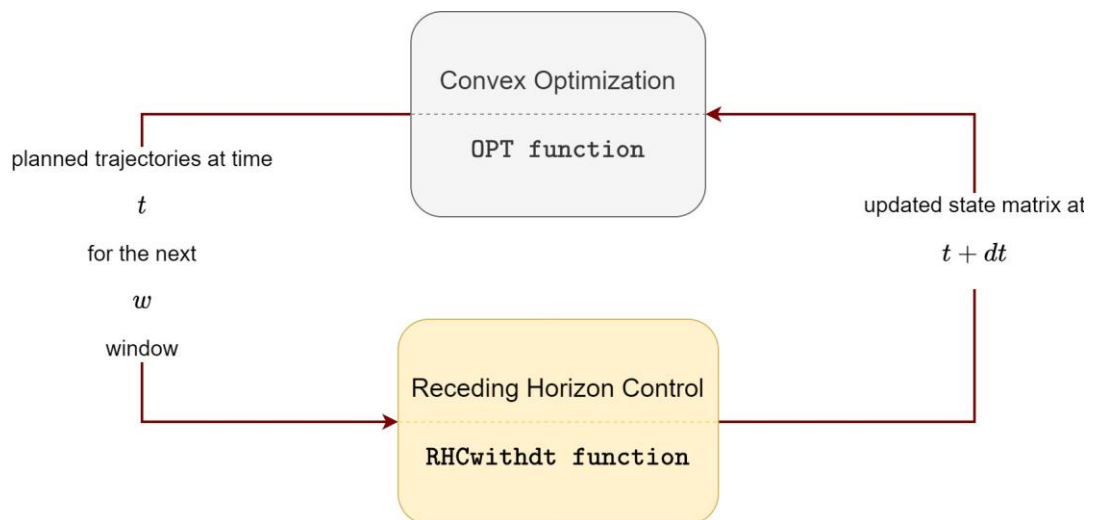 Convex Optimization
OPT function
planned trajectories at time
t
for the next
w
window
updated state matrix at
t + dt
Receding Horizon Control
RHCwithdt function